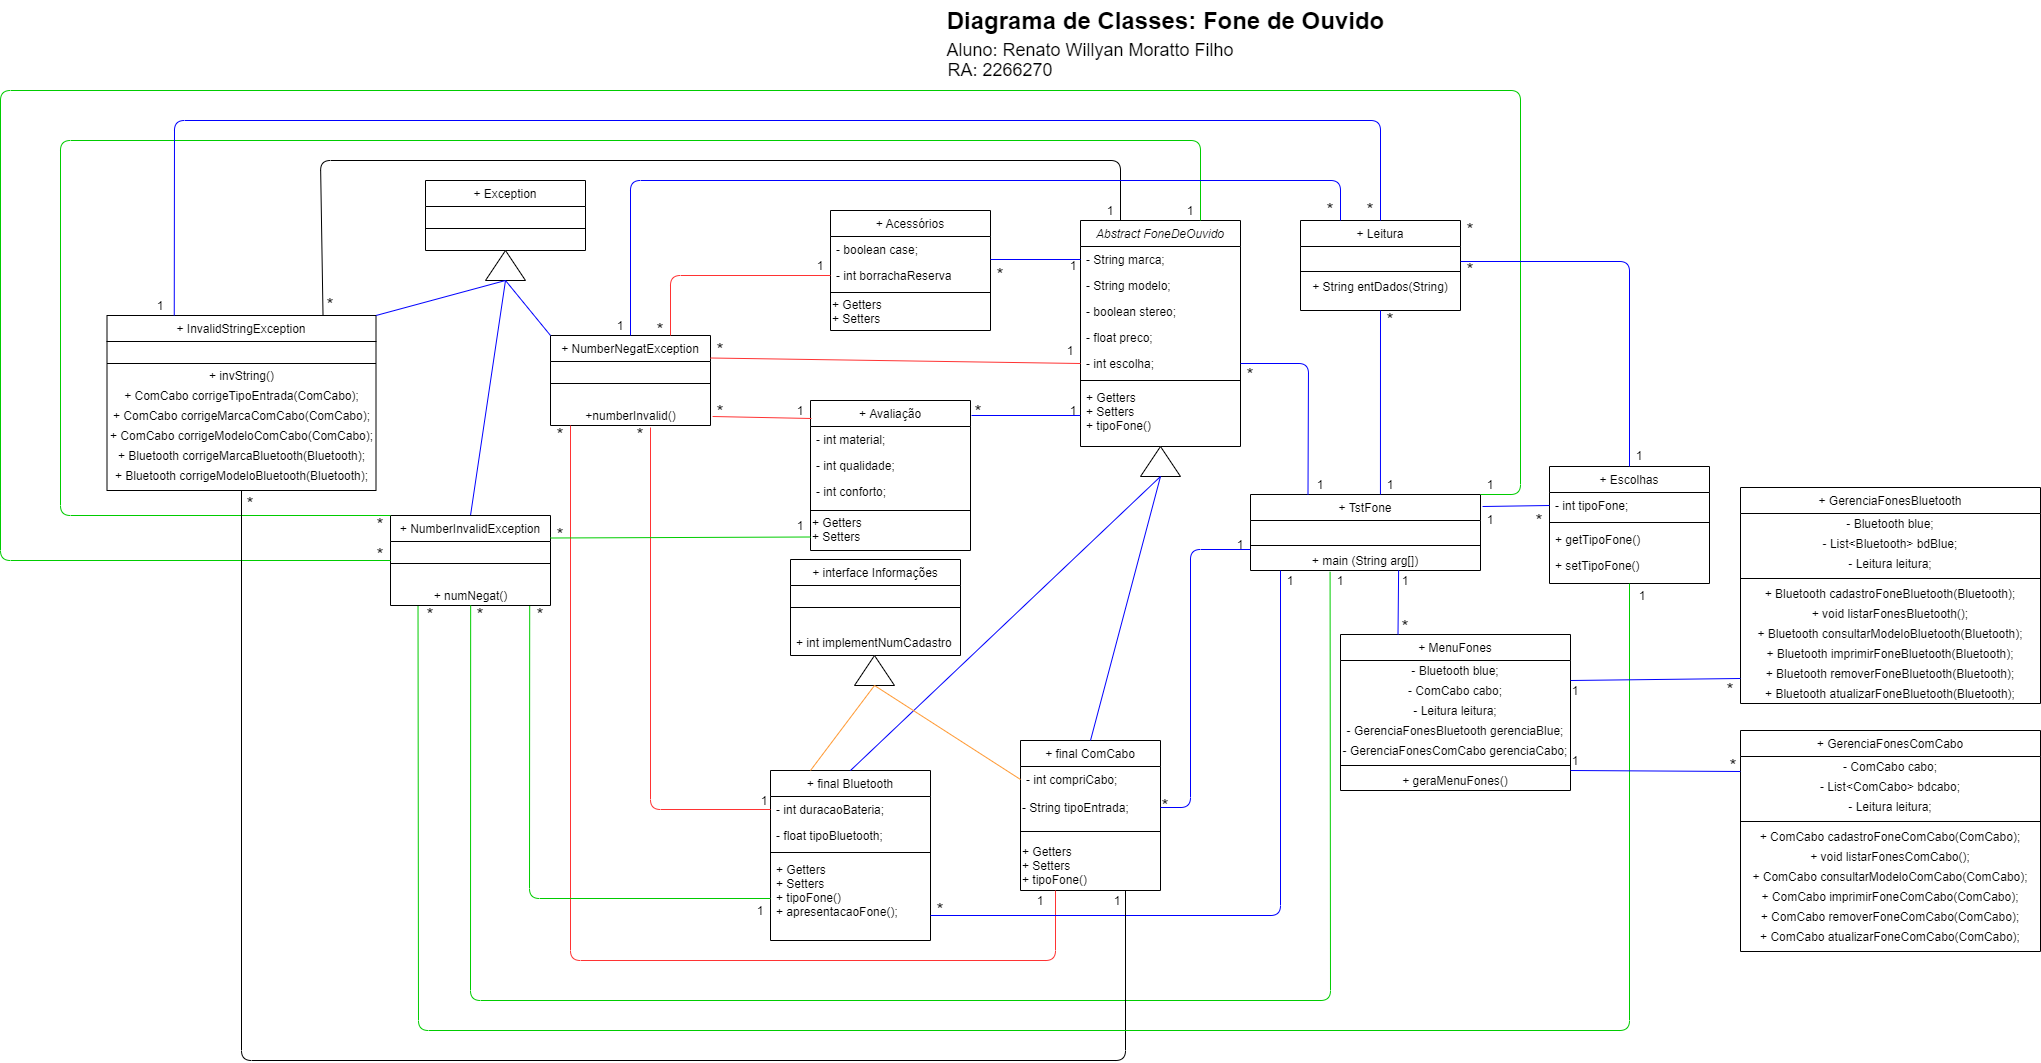 Diagrama de Classes: Fone de Ouvido
Aluno: Renato Willyan Moratto Filho
RA: 2266270
+ Exception
+ InvalidStringException
+ invString()
+ ComCabo corrigeTipoEntrada(ComCabo);
+ ComCabo corrigeMarcaComCabo(ComCabo);
+ ComCabo corrigeModeloComCabo(ComCabo);
+ Bluetooth corrigeMarcaBluetooth(Bluetooth);
+ Bluetooth corrigeModeloBluetooth(Bluetooth);
1
*
*
+ NumberNegatException
+numberInvalid()
1
*
*
*
*
*
+ NumberInvalidException
+ numNegat()
*
*
*
*
*
*
+ Acessórios
- boolean case;
- int borrachaReserva
+ Getters
+ Setters
1
*
+ Avaliação
- int material;
- int qualidade;
- int conforto;
+ Getters
+ Setters
1
*
1
+ interface Informações
+ int implementNumCadastro
Abstract FoneDeOuvido
- String marca;
- String modelo;
- boolean stereo;
- float preco;
- int escolha;
+ Getters
+ Setters
+ tipoFone()
1
1
1
1
1
*
+ Leitura
+ String entDados(String)
*
*
*
*
*
+ TstFone
+ main (String arg[])
1
1
1
1
1
1
1
1
+ Escolhas
- int tipoFone;
+ getTipoFone()
+ setTipoFone()
1
*
1
+ MenuFones
- Bluetooth blue;
- ComCabo cabo;
- Leitura leitura;
- GerenciaFonesBluetooth gerenciaBlue;
- GerenciaFonesComCabo gerenciaCabo;
+ geraMenuFones()
*
1
1
+ GerenciaFonesBluetooth
- Bluetooth blue;
- List<Bluetooth> bdBlue;
- Leitura leitura;
+ Bluetooth cadastroFoneBluetooth(Bluetooth);
+ void listarFonesBluetooth();
+ Bluetooth consultarModeloBluetooth(Bluetooth);
+ Bluetooth imprimirFoneBluetooth(Bluetooth);
+ Bluetooth removerFoneBluetooth(Bluetooth);
+ Bluetooth atualizarFoneBluetooth(Bluetooth);
*
+ GerenciaFonesComCabo
- ComCabo cabo;
- List<ComCabo> bdcabo;
- Leitura leitura;
+ ComCabo cadastroFoneComCabo(ComCabo);
+ void listarFonesComCabo();
+ ComCabo consultarModeloComCabo(ComCabo);
+ ComCabo imprimirFoneComCabo(ComCabo);
+ ComCabo removerFoneComCabo(ComCabo);
+ ComCabo atualizarFoneComCabo(ComCabo);
*
+ final Bluetooth
- int duracaoBateria;
- float tipoBluetooth;
+ Getters
+ Setters
+ tipoFone()
+ apresentacaoFone();
1
1
*
+ final ComCabo
- int compriCabo;
- String tipoEntrada;
+ Getters
+ Setters
+ tipoFone()
*
1
1